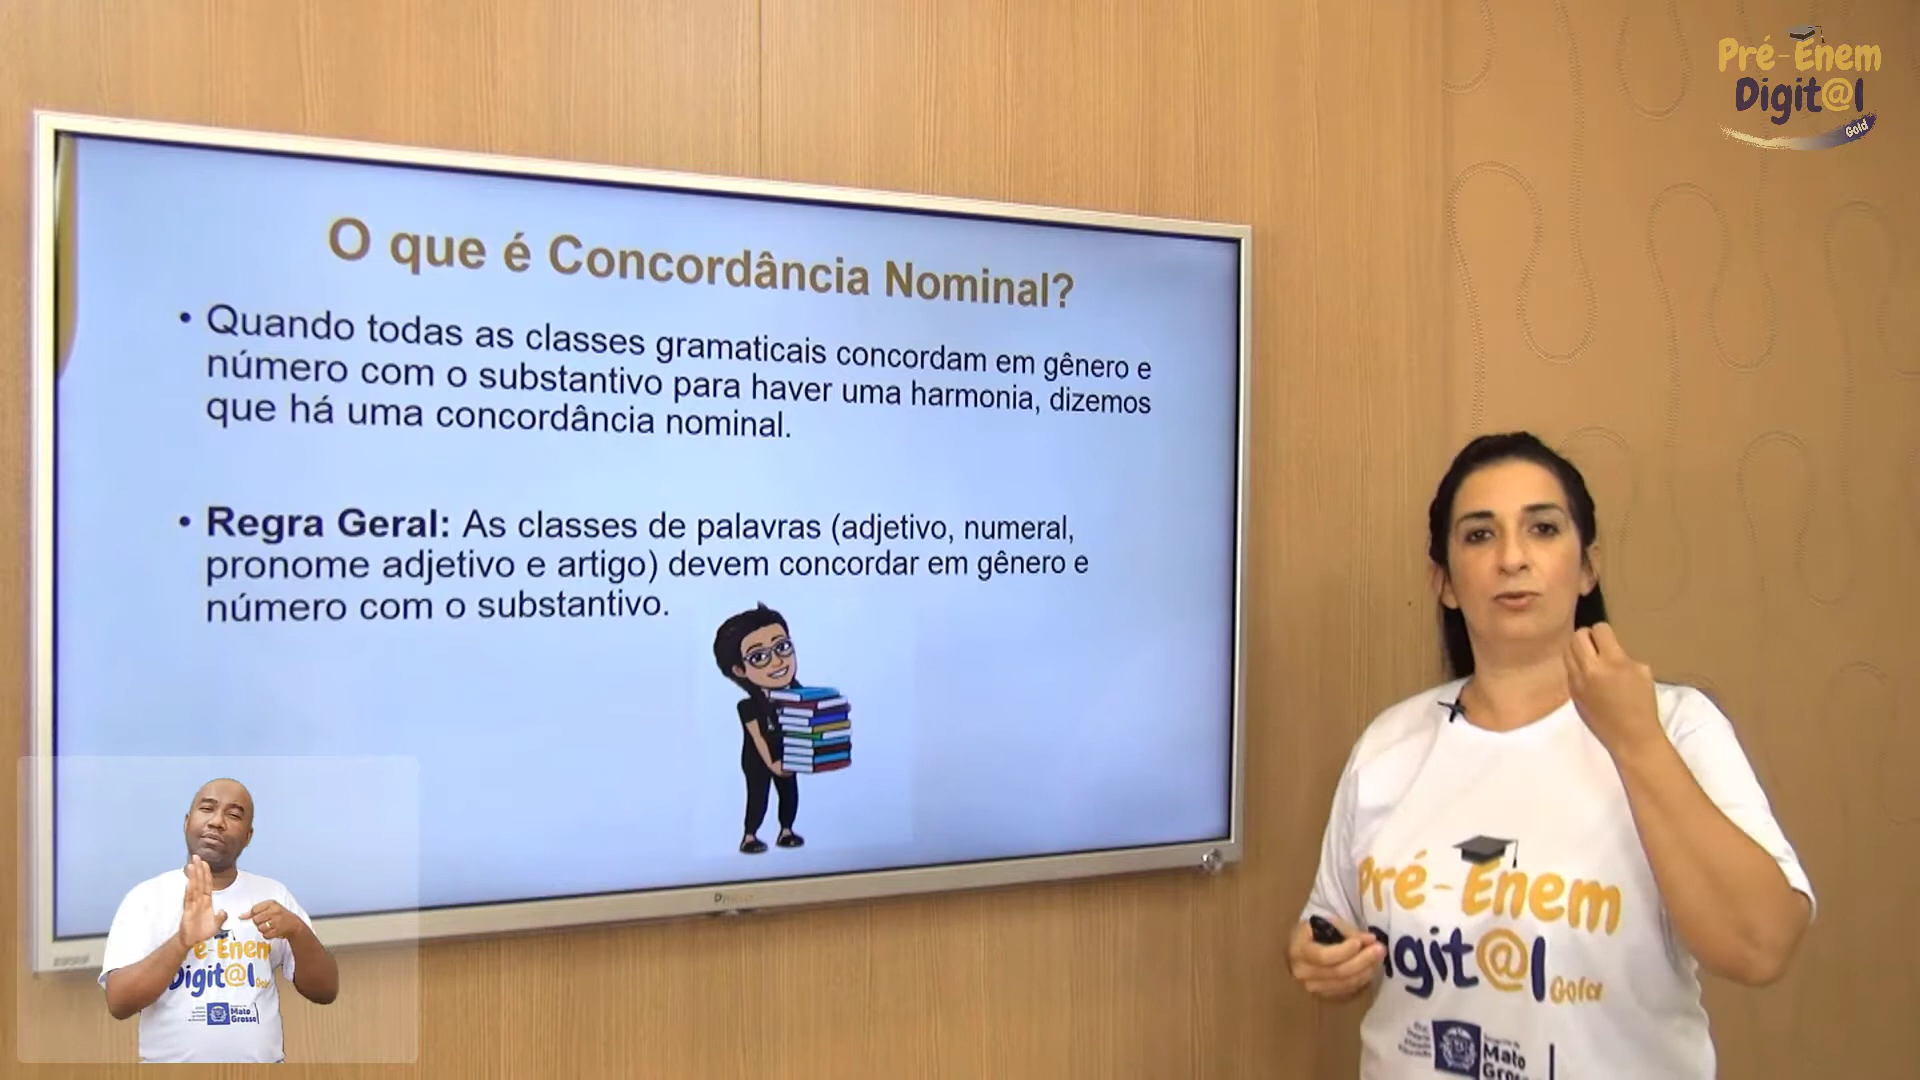 Pré-Enem
Digit@l
Gold
O que é Concordância Nominal?
• Quando todas as classes gramaticais concordam em gênero e
número com o substantivo para haver uma harmonia, dizemos
que há uma concordância nominal.
• Regra Geral: As classes de palavras (adjetivo, numeral,
pronome adjetivo e artigo) devem concordar em gênero e
número com o substantivo.
Pré-Enem
Digit@l
Gold
Mato
Grosso
é-Enem
Digit@l
Mato
Grosso